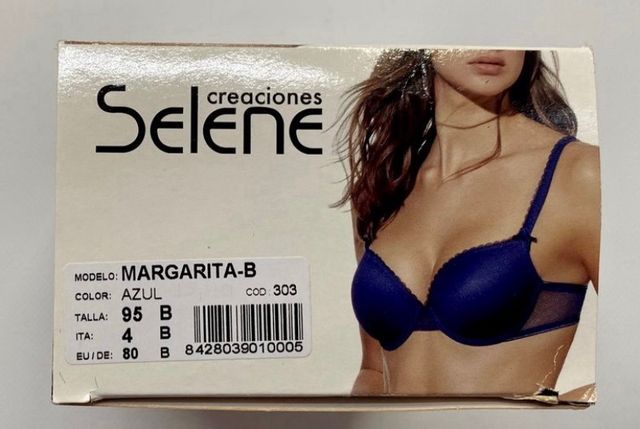 creaciones
Selene
MODELO: MARGARITA-B
COLOR: AZUL COD: 303
TALLA: 95 B
ITA: 4 B
EU/DE: 80 B
8428039010005